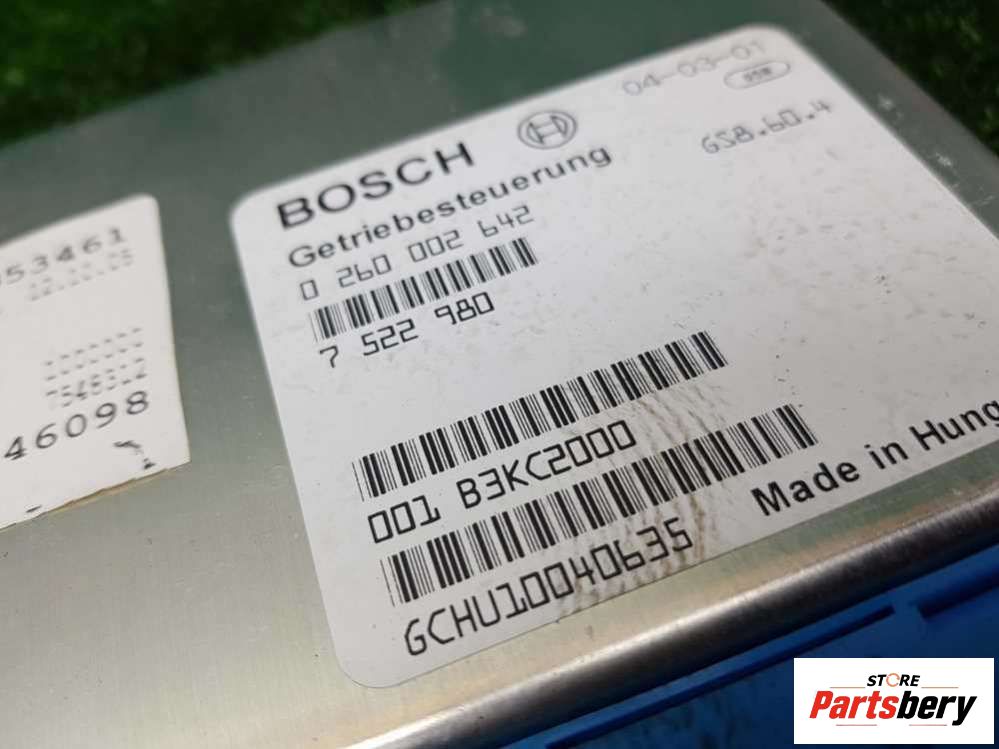 BOSCH
04-03-01
Getriebesteuerung
GS8.60.4
0 260 002 642
7 522 980
001 B3KC2000
GCHU10040635
Made in Hung
053461
46098
STORE
Partsbery